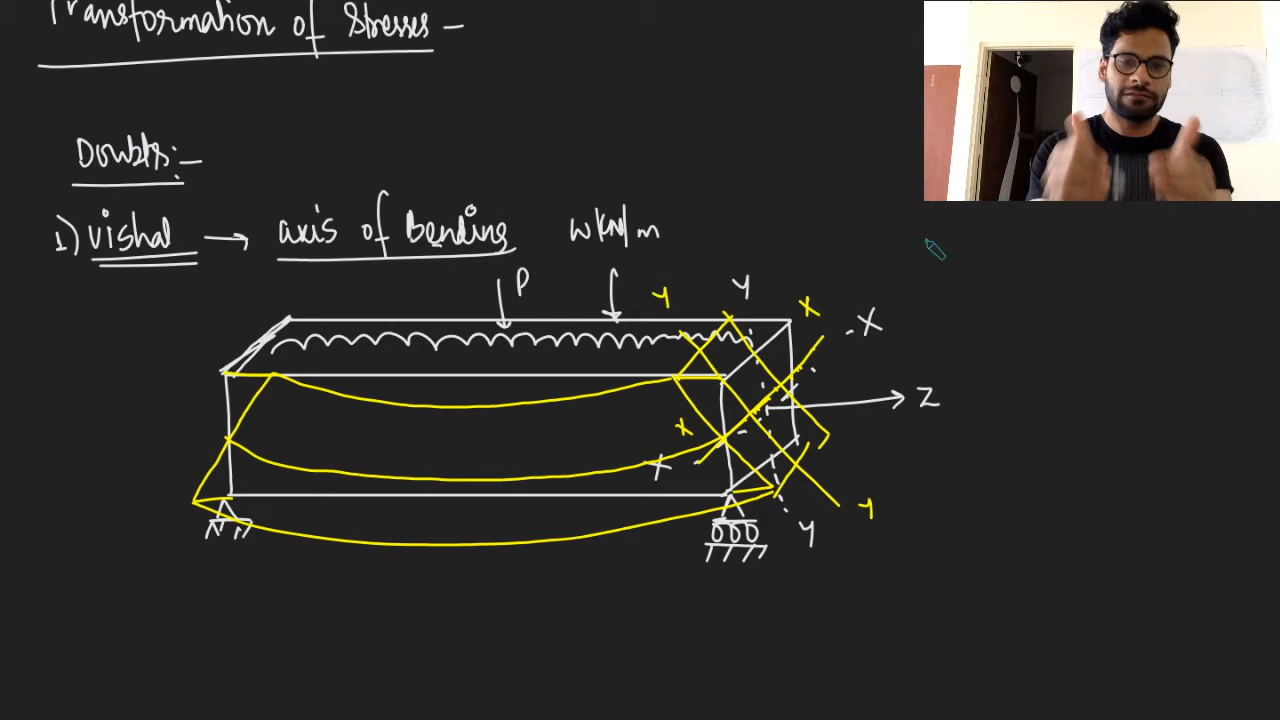 Transformation of Stresses -
Doubts:-
1) Vishal → axis of Bending w kN/m
P
Y Y X
X
Z
X
X
Y
Y